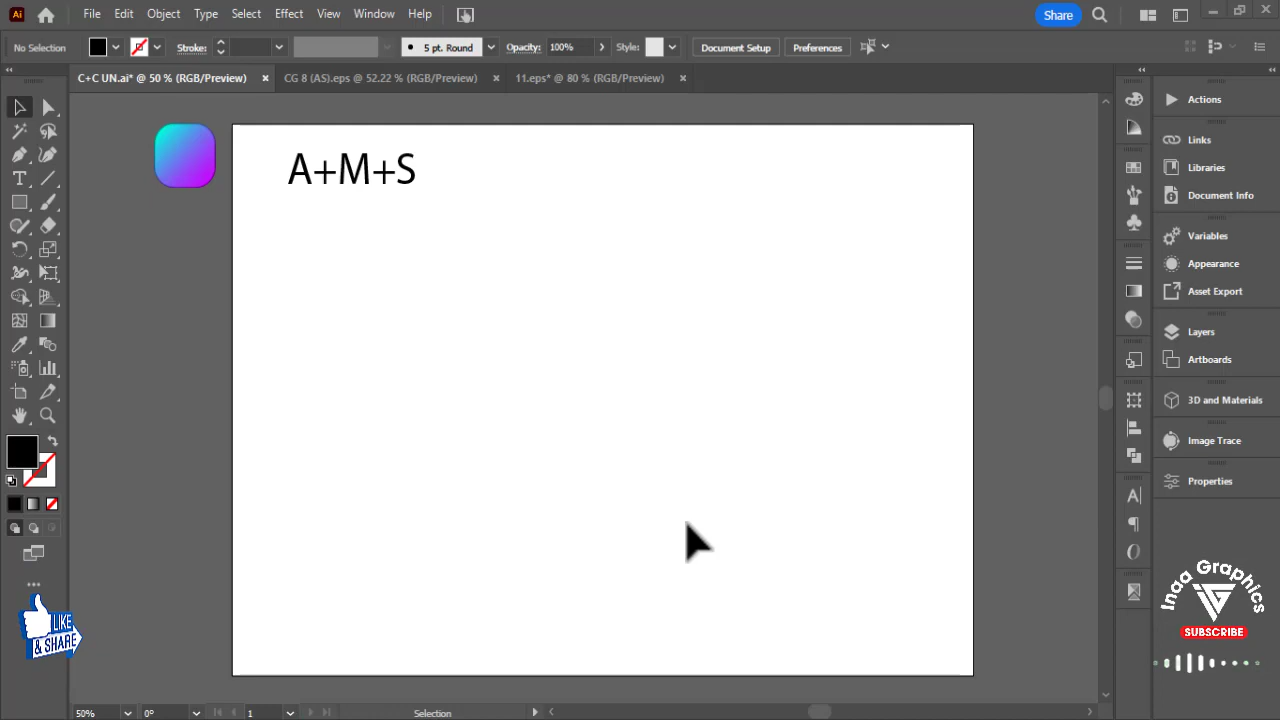 Ai File Edit Object Type Select Effect View Window Help Share
No Selection Stroke: 5 pt. Round Opacity: 100% Style: Document Setup Preferences
C+C UN.ai* @ 50 % (RGB/Preview) × CG 8 (AS).eps @ 52.22 % (RGB/Preview) × 11.eps* @ 80 % (RGB/Preview) ×
A+M+S
Actions
Links
Libraries
Document Info
Variables
Appearance
Asset Export
Layers
Artboards
3D and Materials
Image Trace
Properties
LIKE
& SHARE
Inaa Graphics
SUBSCRIBE
50% 0° 1 Selection